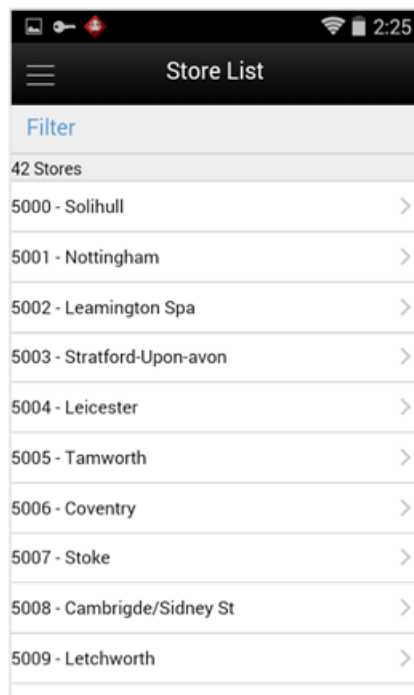 2:25
Store List
Filter
42 Stores
5000 - Solihull
5001 - Nottingham
5002 - Leamington Spa
5003 - Stratford-Upon-avon
5004 - Leicester
5005 - Tamworth
5006 - Coventry
5007 - Stoke
5008 - Cambrigde/Sidney St
5009 - Letchworth